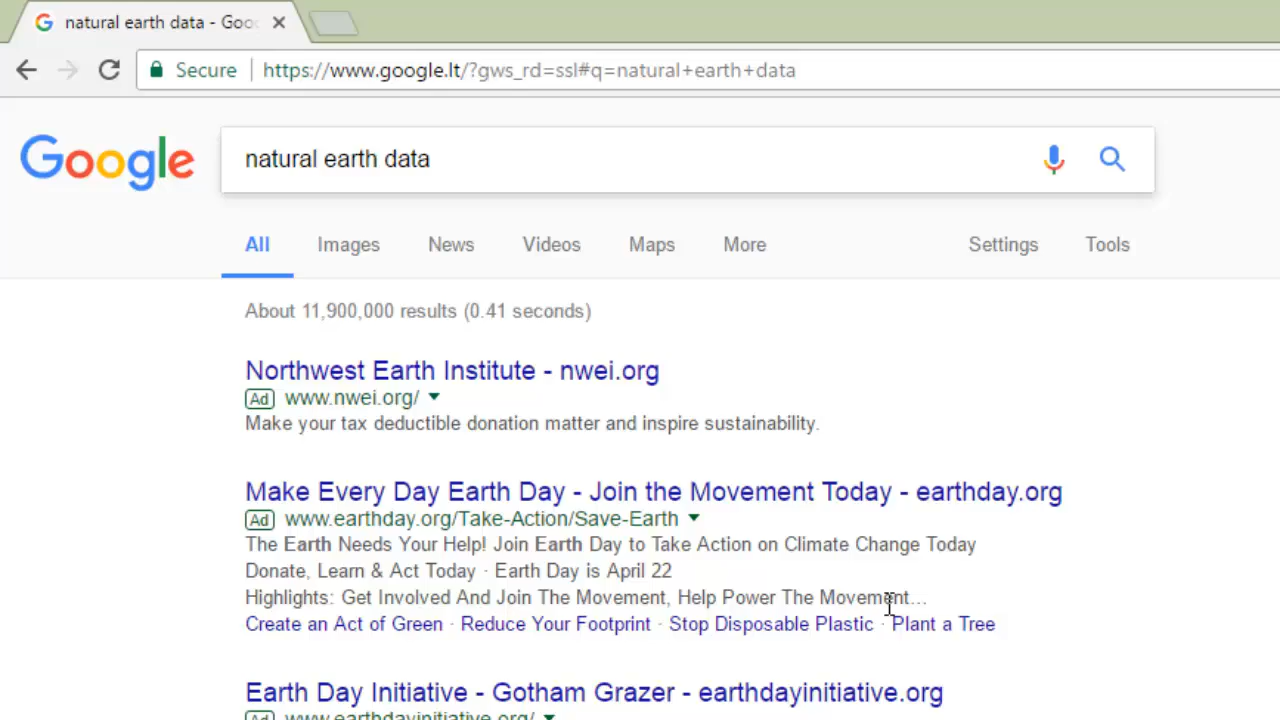 natural earth data - Goo
Secure https://www.google.lt/?gws_rd=ssl#q=natural+earth+data
Google natural earth data
All Images News Videos Maps More Settings Tools
About 11,900,000 results (0.41 seconds)
Northwest Earth Institute - nwei.org
Ad www.nwei.org/
Make your tax deductible donation matter and inspire sustainability.
Make Every Day Earth Day - Join the Movement Today - earthday.org
Ad www.earthday.org/Take-Action/Save-Earth
The Earth Needs Your Help! Join Earth Day to Take Action on Climate Change Today
Donate, Learn & Act Today · Earth Day is April 22
Highlights: Get Involved And Join The Movement, Help Power The Movement...
Create an Act of Green · Reduce Your Footprint · Stop Disposable Plastic · Plant a Tree
Earth Day Initiative - Gotham Grazer - earthdayinitiative.org
Ad www.earthdayinitiative.org/